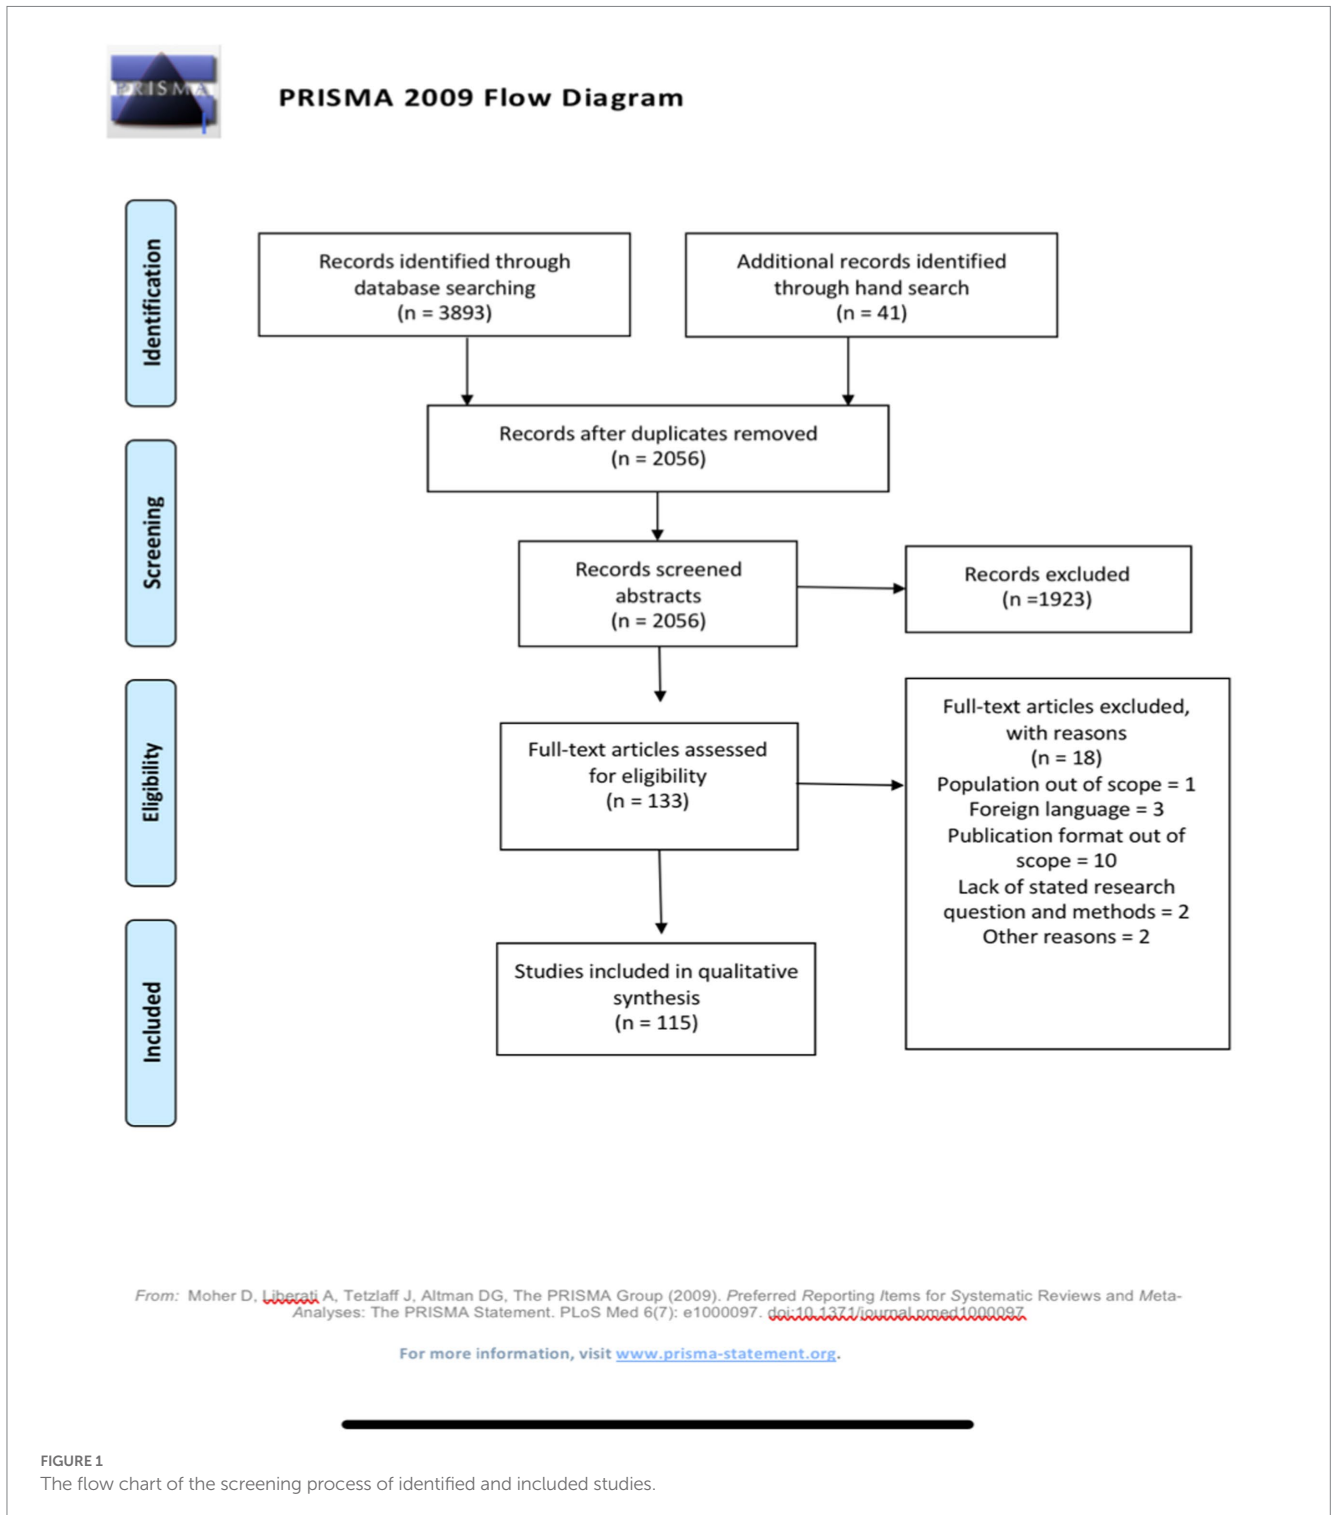 PRISMA
PRISMA 2009 Flow Diagram
Identification
Records identified through
database searching
(n = 3893)
Additional records identified
through hand search
(n = 41)
Records after duplicates removed
(n = 2056)
Screening
Records screened
abstracts
(n = 2056)
Records excluded
(n =1923)
Eligibility
Full-text articles assessed
for eligibility
(n = 133)
Full-text articles excluded,
with reasons
(n = 18)
Population out of scope = 1
Foreign language = 3
Publication format out of
scope = 10
Lack of stated research
question and methods = 2
Other reasons = 2
Included
Studies included in qualitative
synthesis
(n = 115)
From: Moher D, Liberati A, Tetzlaff J, Altman DG, The PRISMA Group (2009). Preferred Reporting Items for Systematic Reviews and Meta-
Analyses: The PRISMA Statement. PLoS Med 6(7): e1000097. doi:10.1371/journal.pmed1000097
For more information, visit www.prisma-statement.org.
FIGURE 1
The flow chart of the screening process of identified and included studies.